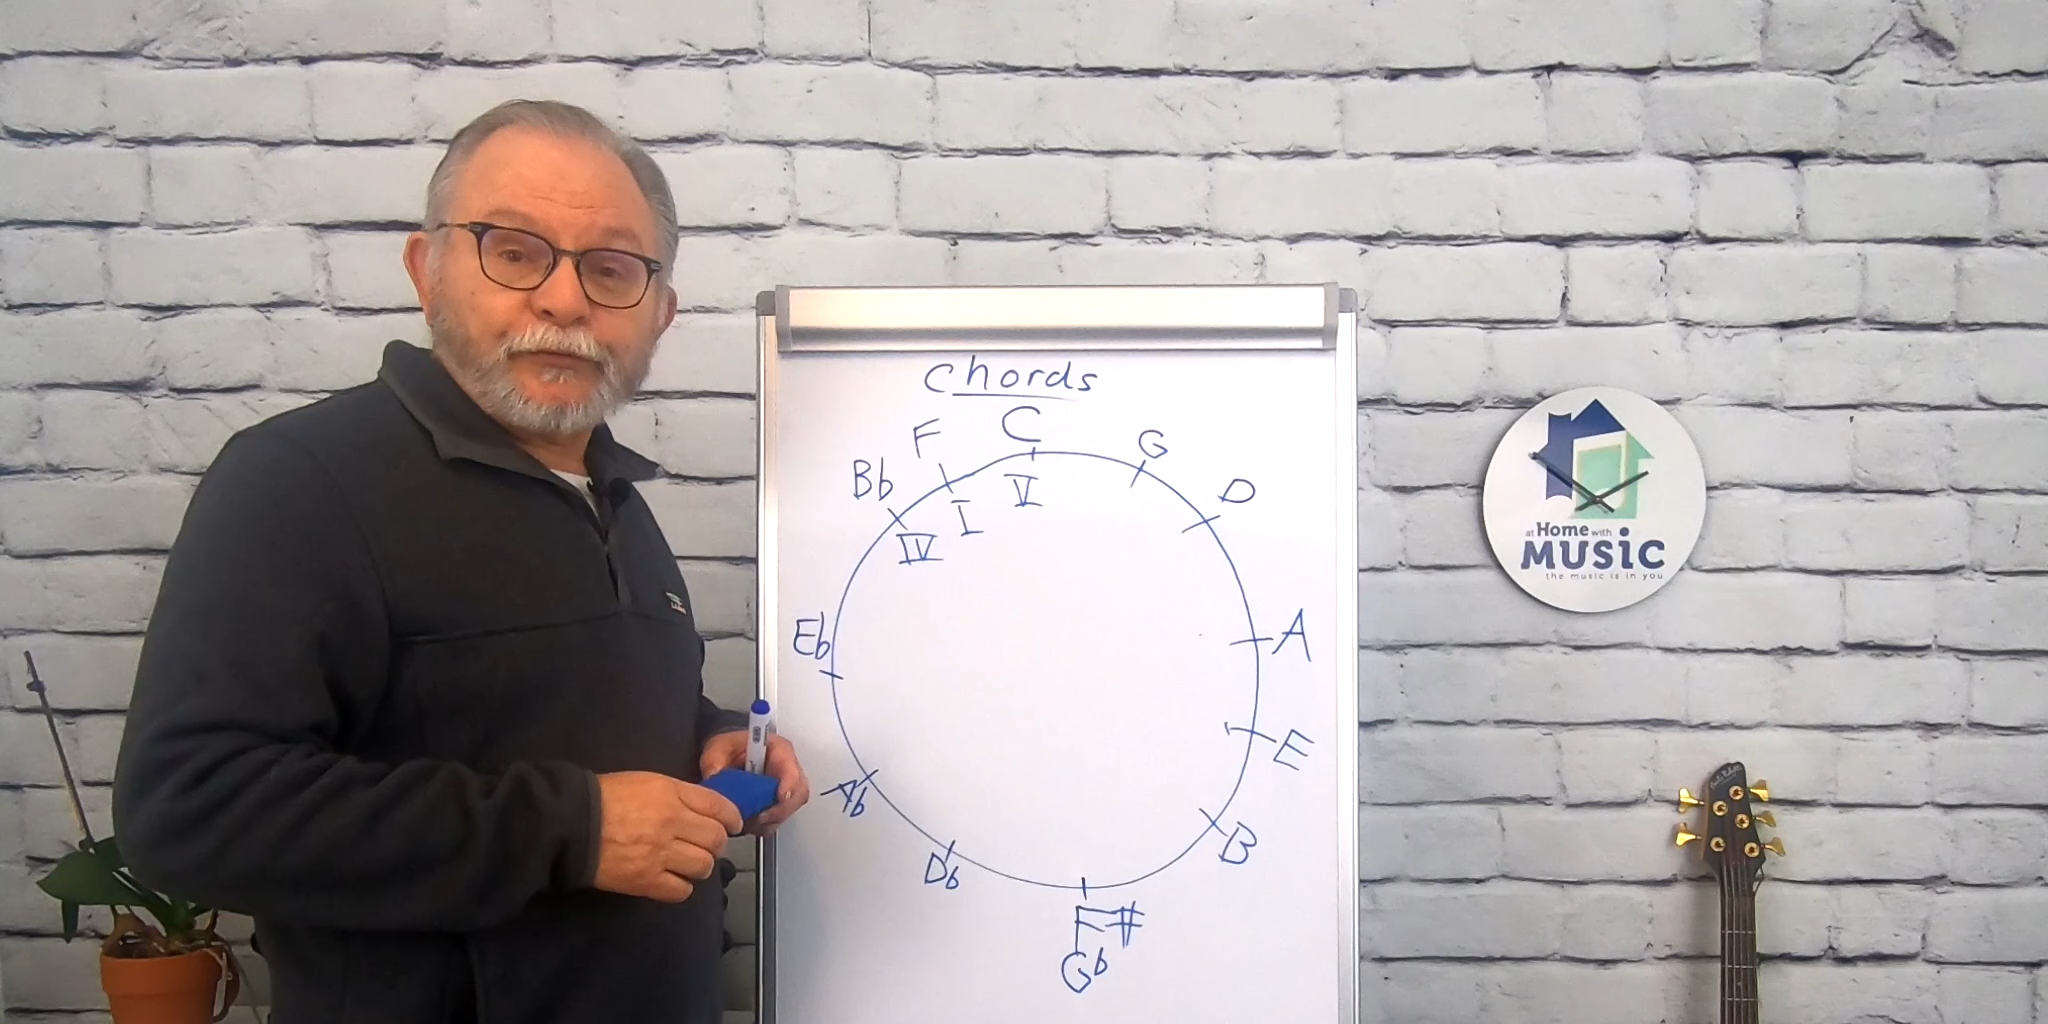 Chords
C
F
G
Bb
D
V
I
IV
Eb
A
E
Ab
B
Db
F#
Gb
at Home with
MUSIC
the music is in you